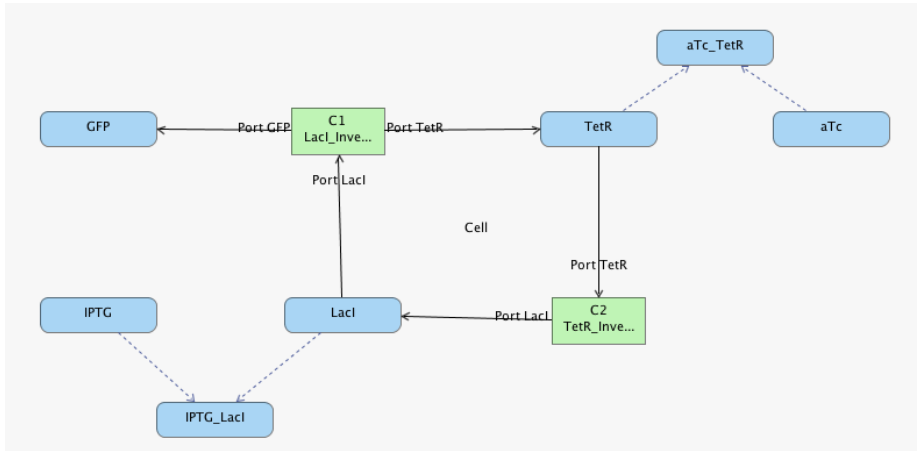 aTc_TetR
GFP
Port GFP
C1
LacI_Inve...
Port TetR
TetR
aTc
Port LacI
Cell
Port TetR
IPTG
LacI
Port LacI
C2
TetR_Inve...
IPTG_LacI